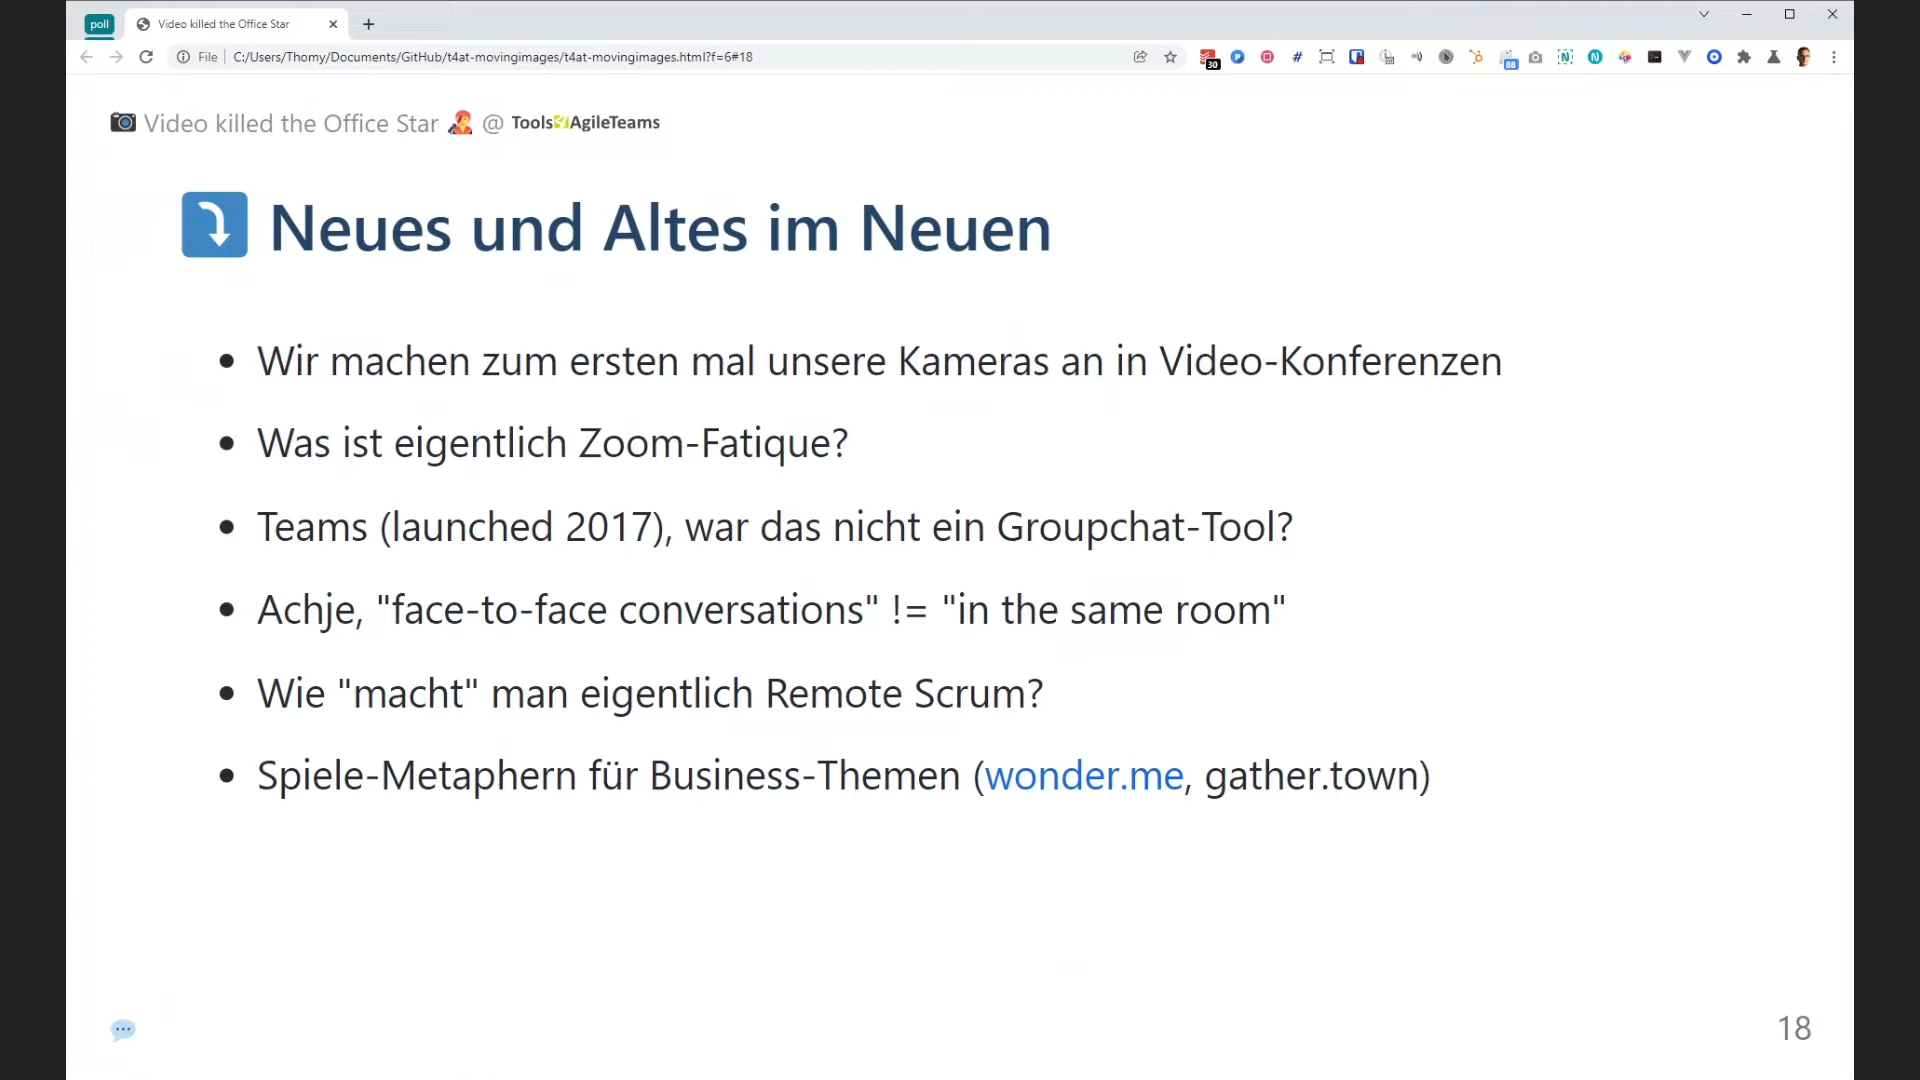 poll
Video killed the Office Star
File
C:/Users/Thomy/Documents/GitHub/t4at-movingimages/t4at-movingimages.html?f=6#18
30
88
Video killed the Office Star @ Tools4AgileTeams
Neues und Altes im Neuen
• Wir machen zum ersten mal unsere Kameras an in Video-Konferenzen
• Was ist eigentlich Zoom-Fatique?
• Teams (launched 2017), war das nicht ein Groupchat-Tool?
• Achje, "face-to-face conversations" != "in the same room"
• Wie "macht" man eigentlich Remote Scrum?
• Spiele-Metaphern für Business-Themen (wonder.me, gather.town)
18